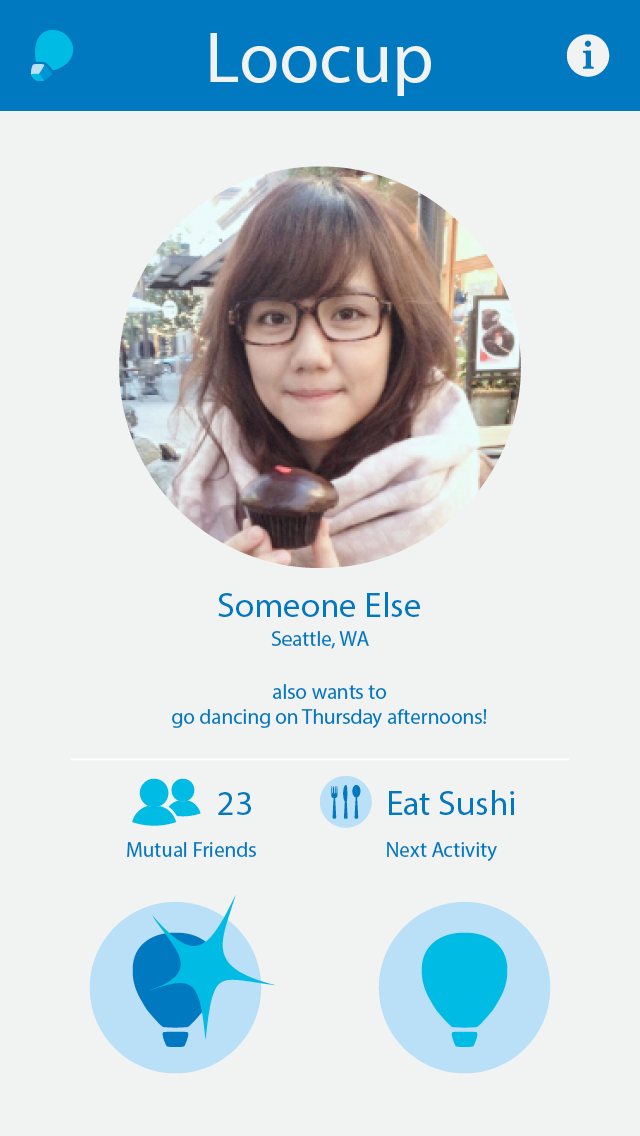 Loocup
i
Someone Else
Seattle, WA
also wants to
go dancing on Thursday afternoons!
23
Eat Sushi
Mutual Friends
Next Activity